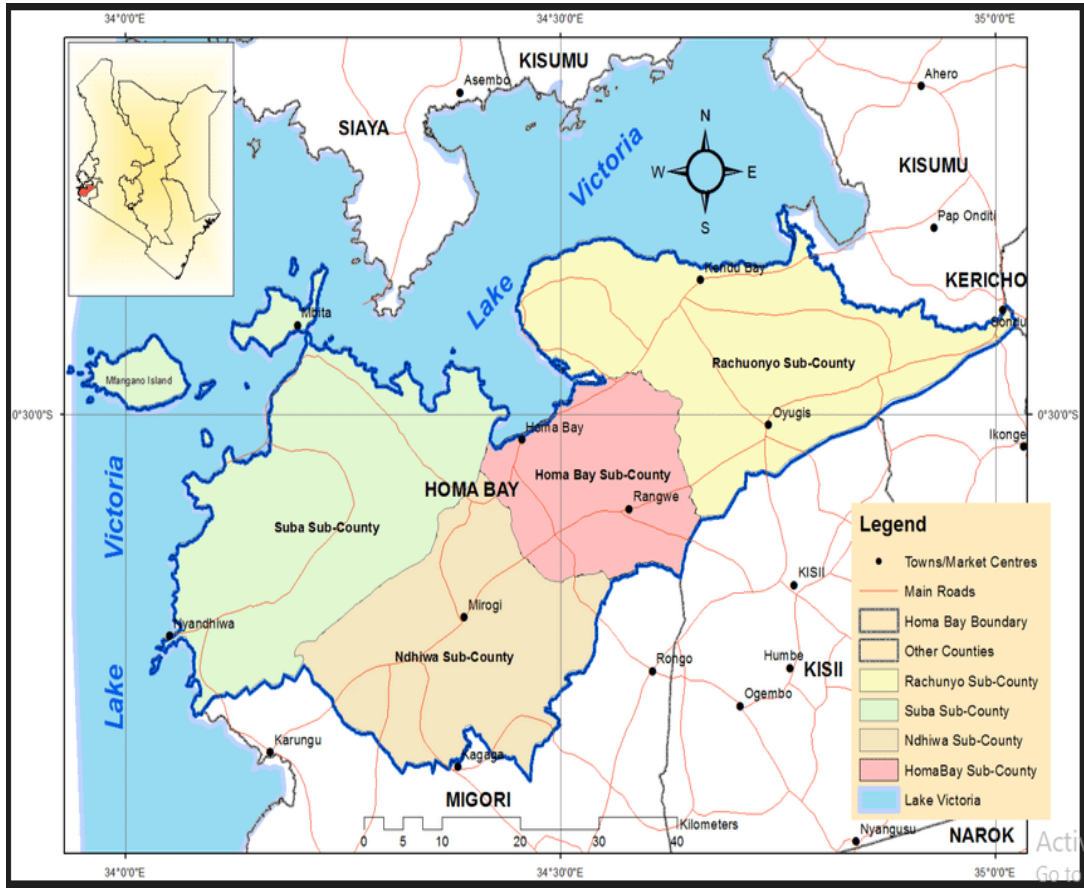 34°0'0"E
34°30'0"E
35°0'0"E
KISUMU
Asembo
Ahero
SIAYA
Victoria
N
W
E
S
KISUMU
Pap Onditi
Lake
Kendu Bay
KERICHO
Sondu
Mbita
Rachuonyo Sub-County
Mfangano Island
0°30'0"S
0°30'0"S
Oyugis
Homa Bay
Ikonge
Homa Bay Sub-County
HOMA BAY
Rangwe
Victoria
Suba Sub-County
Legend
Towns/Market Centres
Main Roads
Homa Bay Boundary
Other Counties
Rachunyo Sub-County
Suba Sub-County
Ndhiwa Sub-County
HomaBay Sub-County
Lake Victoria
KISII
Mirogi
Nyandhiwa
Ndhiwa Sub-County
Rongo
Humbe
KISII
Lake
Ogembo
Karungu
Kagaga
MIGORI
Kilometers
0 5 10 20 30 40
Nyangusu
NAROK
Activ
Go to
34°0'0"E
34°30'0"E
35°0'0"E